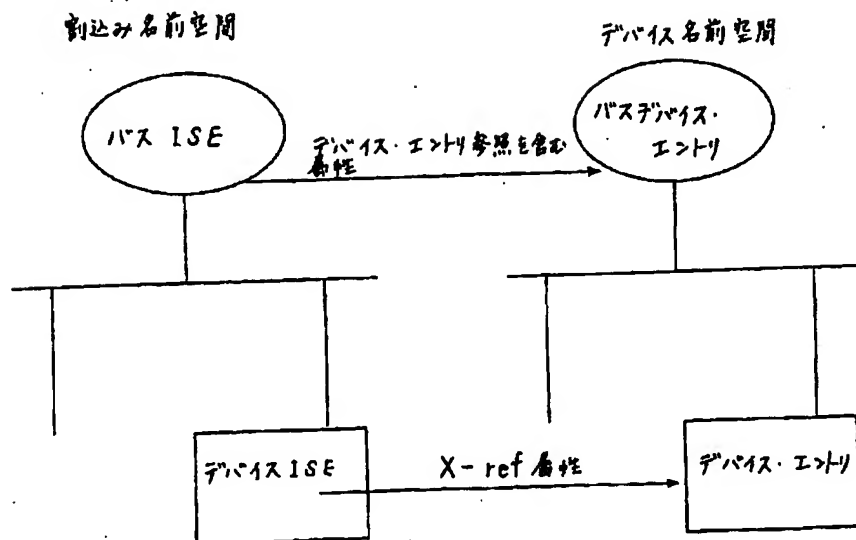 割込み名前空間
デバイス名前空間
バス ISE
バスデバイス・
エントリ
デバイス・エントリ参照を含む
属性
デバイスISE
X-ref 属性
デバイス・エントリ